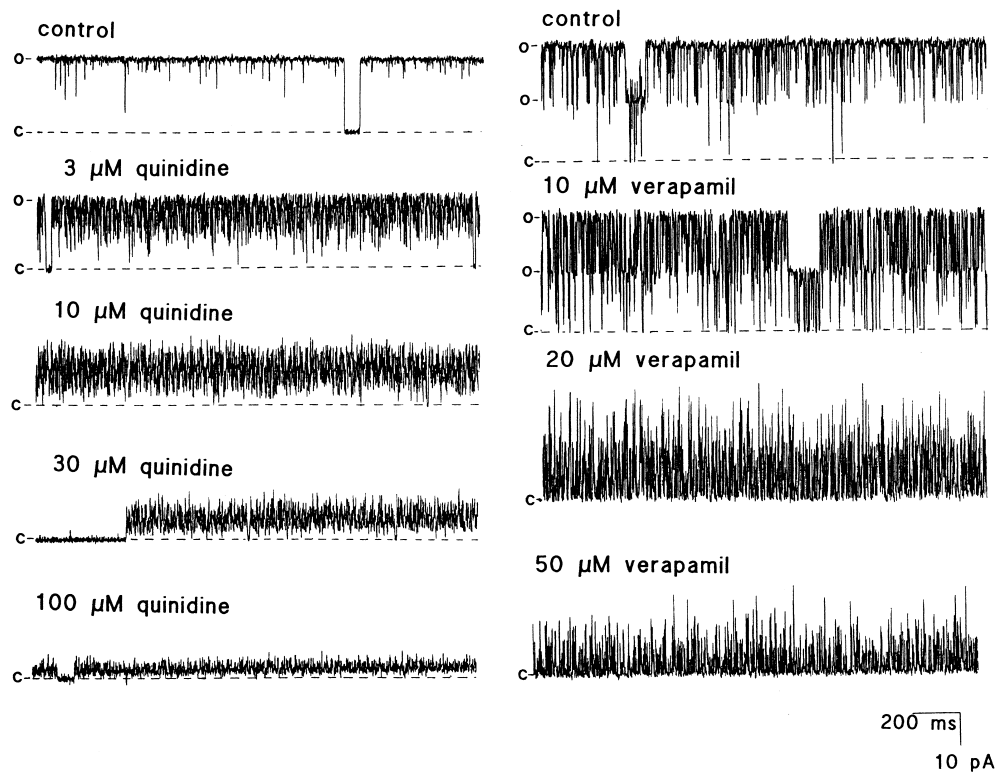 control
O-
C-
3 µM quinidine
O-
C-
10 µM quinidine
C-
30 µM quinidine
C-
100 µM quinidine
C-
control
O-
O-
C-
10 µM verapamil
O-
O-
C-
20 µM verapamil
C-
50 µM verapamil
C-
200 ms
10 pA